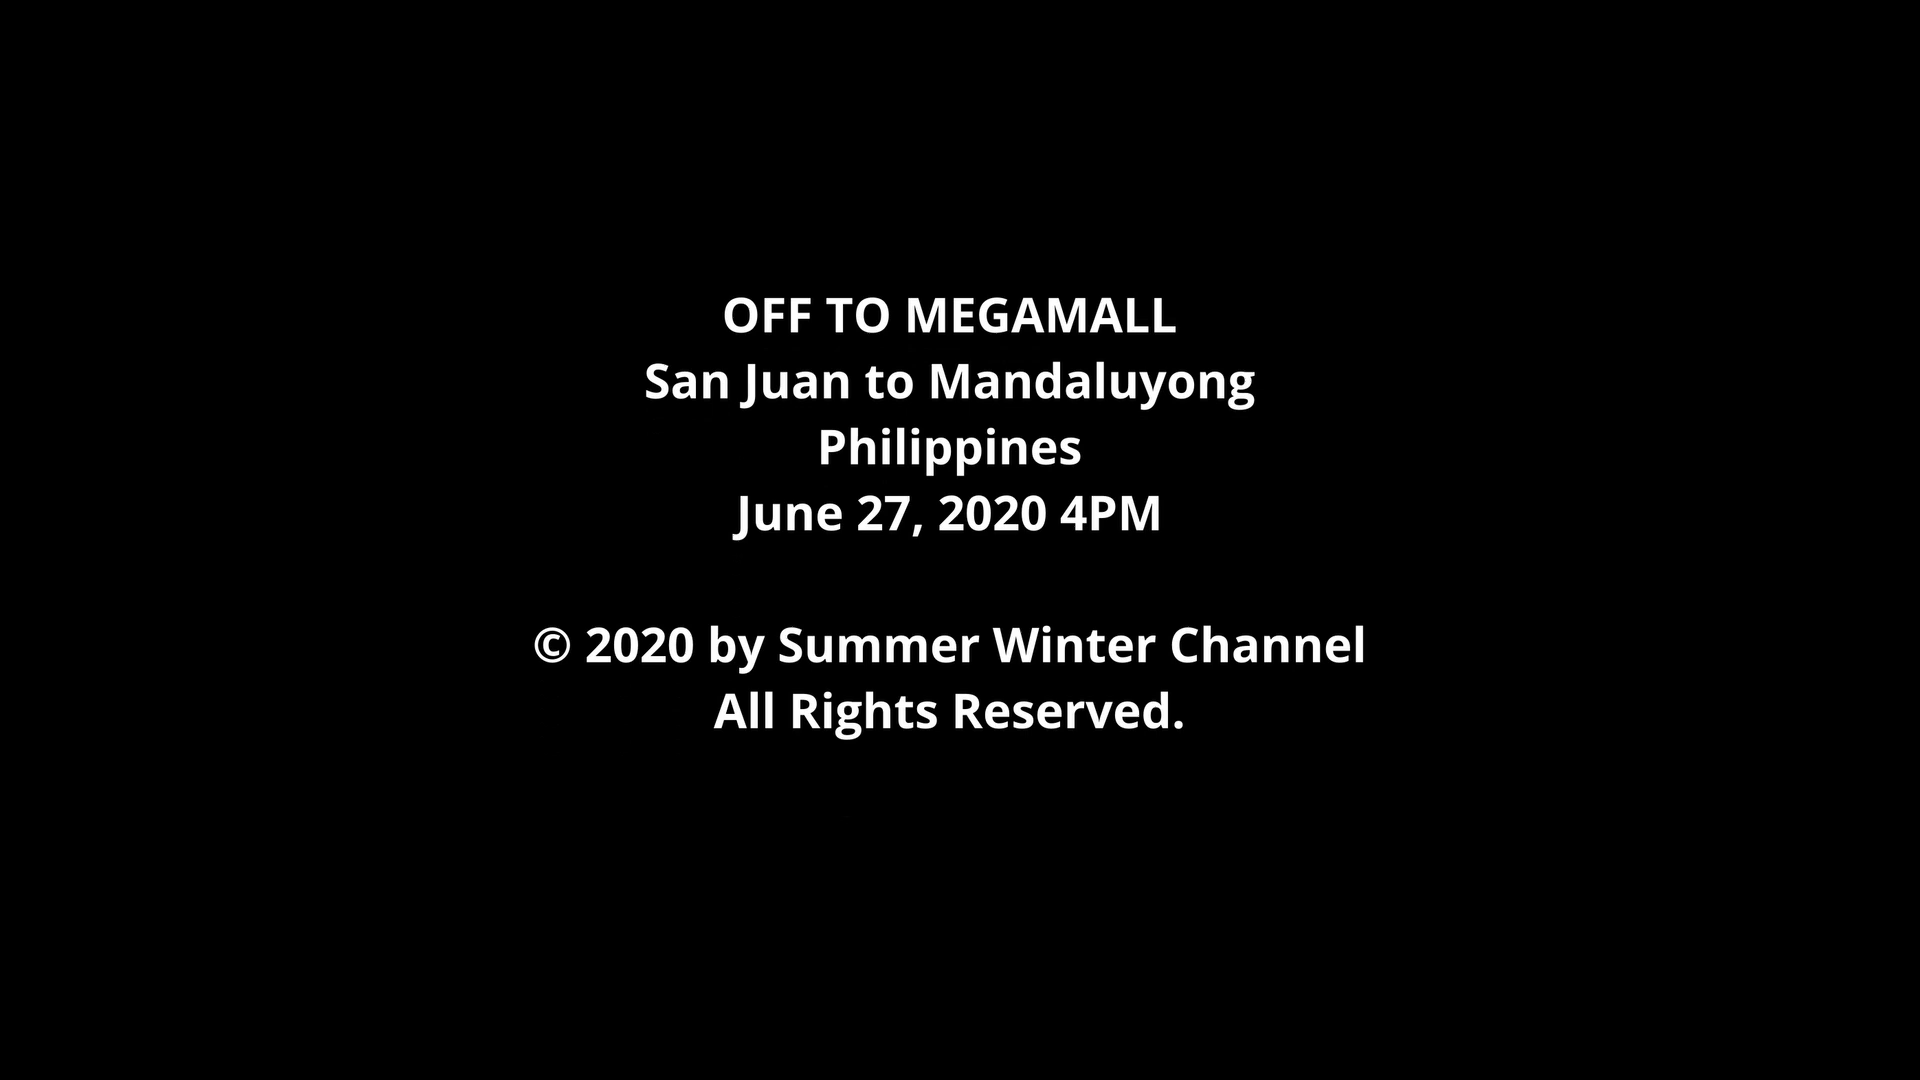 OFF TO MEGAMALL
San Juan to Mandaluyong
Philippines
June 27, 2020 4PM
© 2020 by Summer Winter Channel
All Rights Reserved.